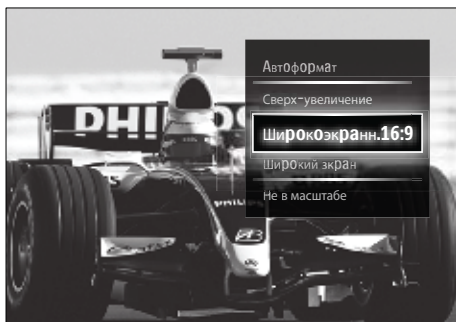 Автоформат
Сверх-увеличение
Широкоэкранн.16:9
Широкий экран
Не в масштабе
PHILIPS